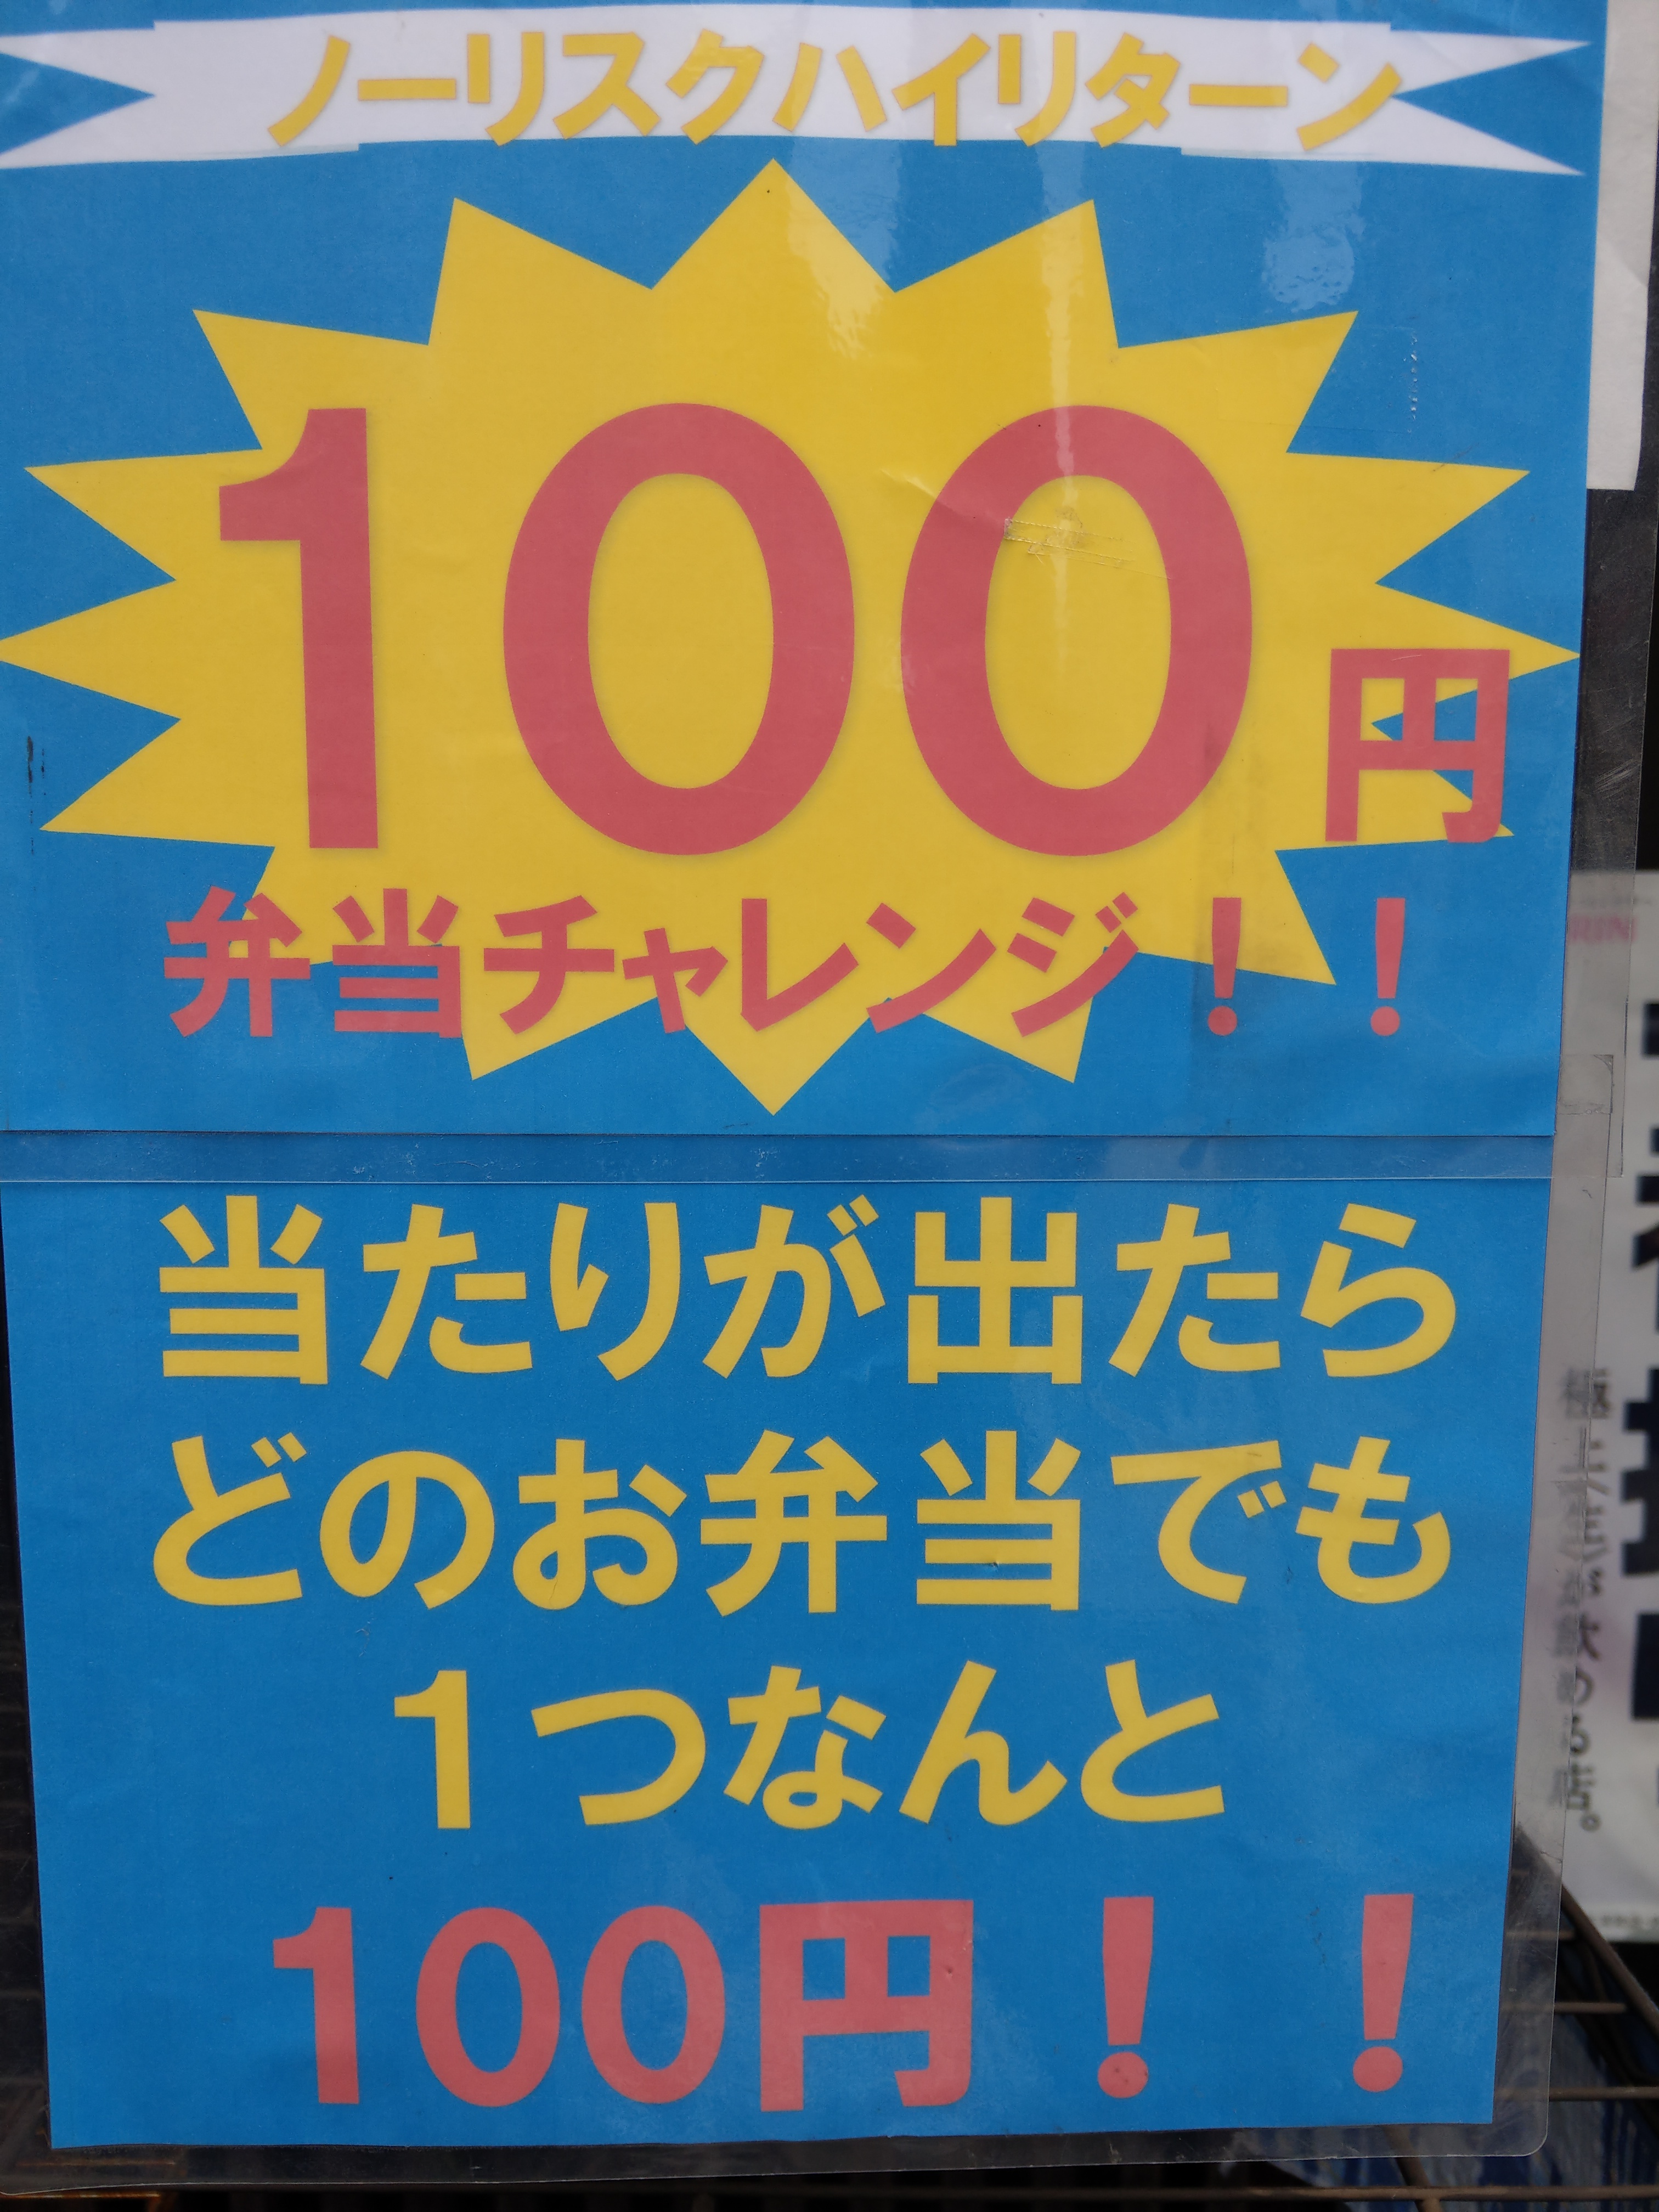 ノーリスクハイリターン
100円
弁当チャレンジ！！
当たりが出たら
どのお弁当でも
1つなんと
100円！！
RIN